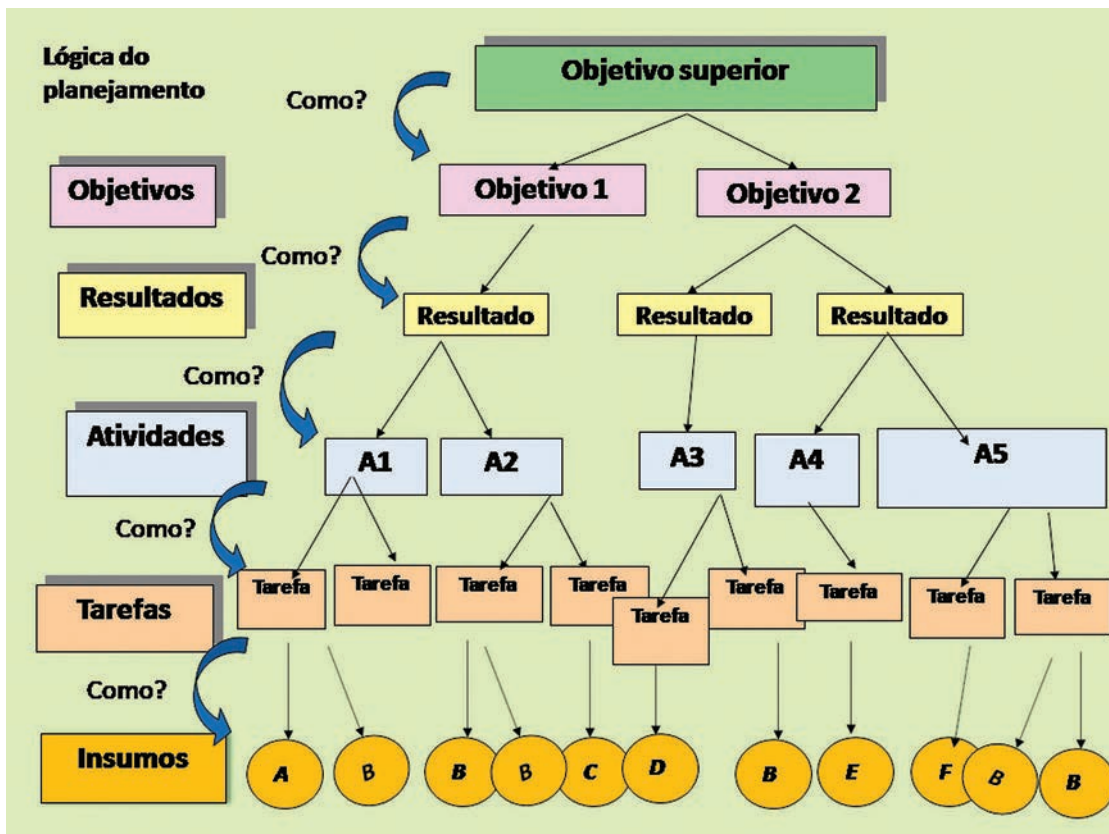 Lógica do
planejamento
Objetivo superior
Como?
Objetivos
Objetivo 1
Objetivo 2
Como?
Resultados
Resultado
Resultado
Resultado
Como?
Atividades
A1
A2
A3
A4
A5
Como?
Tarefas
Tarefa
Tarefa
Tarefa
Tarefa
Tarefa
Tarefa
Tarefa
Tarefa
Tarefa
Como?
Insumos
A
B
B
B
C
D
B
E
F
B
B